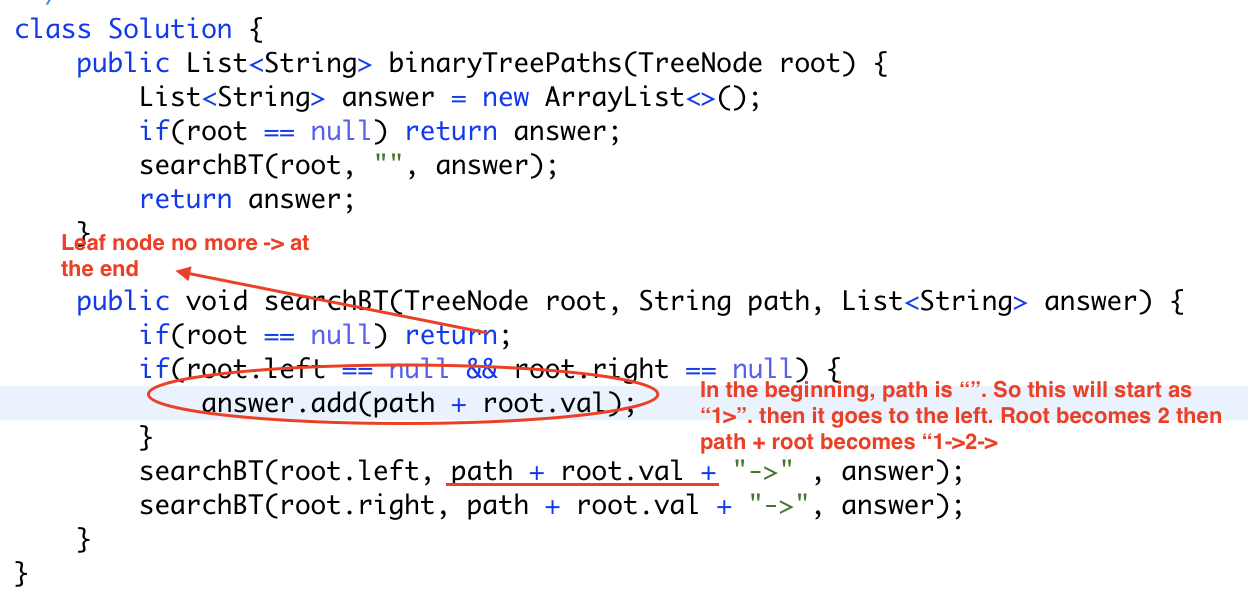 class Solution {
    public List<String> binaryTreePaths(TreeNode root) {
        List<String> answer = new ArrayList<>();
        if(root == null) return answer;
        searchBT(root, "", answer);
        return answer;
    }
Leaf node no more -> at
the end
    public void searchBT(TreeNode root, String path, List<String> answer) {
        if(root == null) return;
        if(root.left == null && root.right == null) {
            answer.add(path + root.val);
        }
In the beginning, path is “”. So this will start as
“1>”. then it goes to the left. Root becomes 2 then
path + root becomes “1->2->
        searchBT(root.left, path + root.val + "->" , answer);
        searchBT(root.right, path + root.val + "->", answer);
    }
}